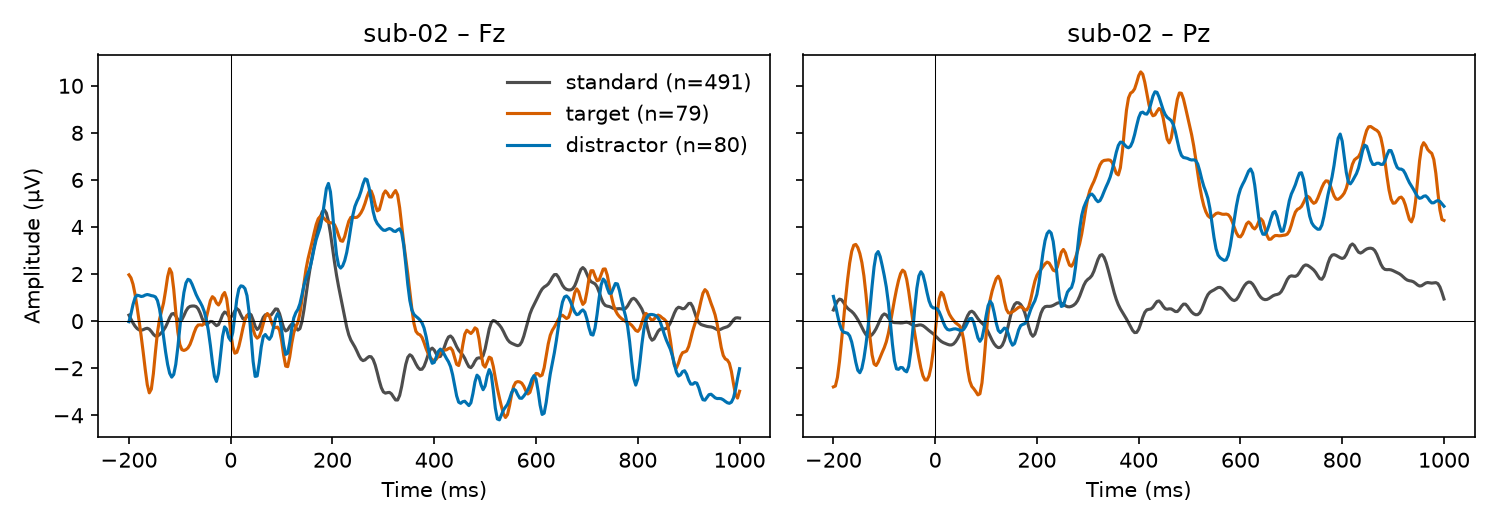 sub-02 – Fz
sub-02 – Pz
standard (n=491)
target (n=79)
distractor (n=80)
Amplitude (µV)
10
8
6
4
2
0
−2
−4
−200 0 200 400 600 800 1000
−200 0 200 400 600 800 1000
Time (ms)
Time (ms)